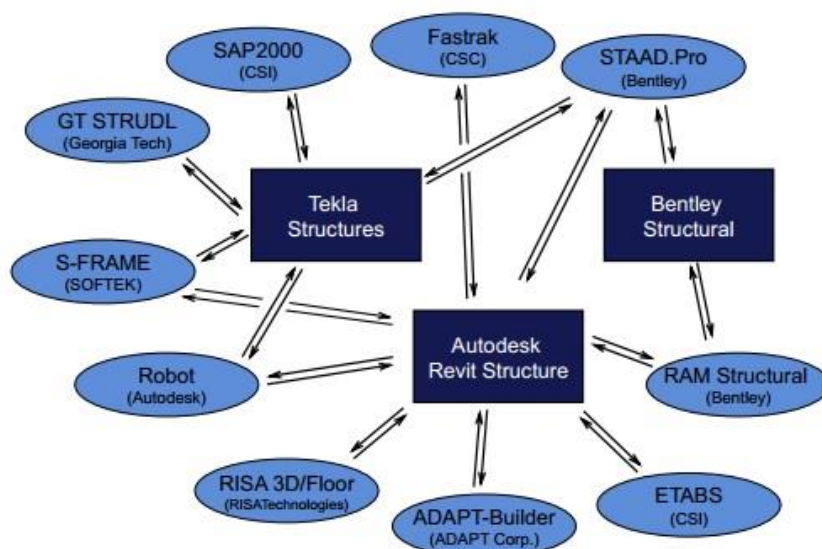 SAP2000
(CSI)
Fastrak
(CSC)
STAAD.Pro
(Bentley)
GT STRUDL
(Georgia Tech)
Tekla
Structures
Bentley
Structural
S-FRAME
(SOFTEK)
Autodesk
Revit Structure
Robot
(Autodesk)
RAM Structural
(Bentley)
RISA 3D/Floor
(RISATechnologies)
ADAPT-Builder
(ADAPT Corp.)
ETABS
(CSI)